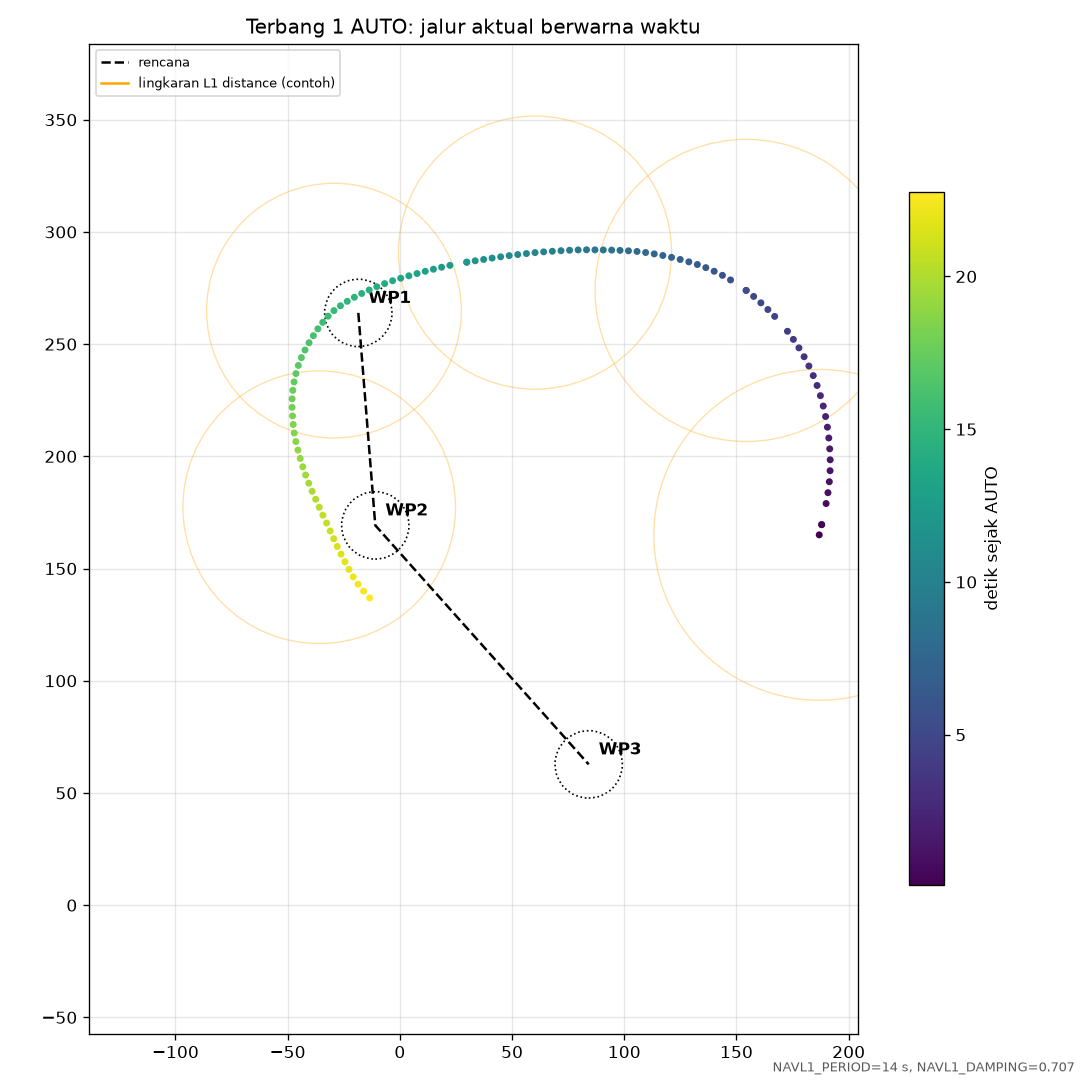 Terbang 1 AUTO: jalur aktual berwarna waktu
rencana
lingkaran L1 distance (contoh)
350
300
250
200
150
100
50
0
−50
−100
−50
0
50
100
150
200
WP1
WP2
WP3
20
15
10
5
detik sejak AUTO
NAVL1_PERIOD=14 s, NAVL1_DAMPING=0.707